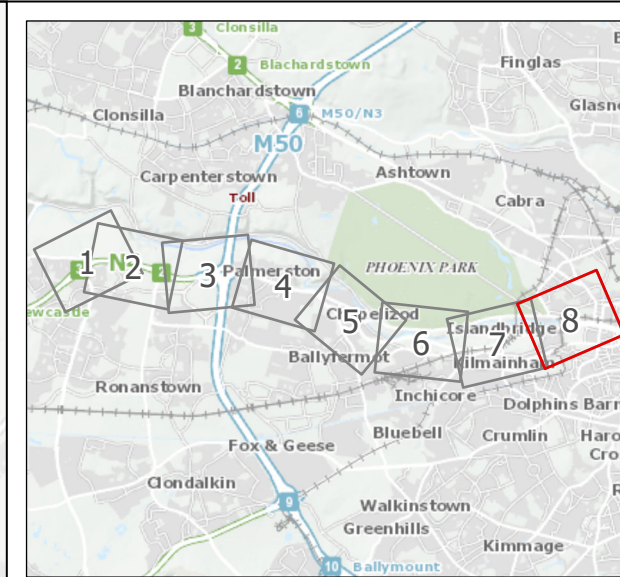 3 Clonsilla
2 Blachardstown
Finglas
Blanchardstown
Clonsilla
6 M50/N3
Glasn
M50
Carpenterstown
Ashtown
Toll
Cabra
1
N
2
2
3
Palmerston
4
PHOENIX PARK
ewcastle
Chapelizod
5
6
Islandbridge
7
8
Ballyfermot
Kilmainham
Ronanstown
Inchicore
Dolphins Barn
Bluebell
Crumlin
Haro
Cro
Fox & Geese
Clondalkin
9
Walkinstown
Greenhills
Kimmage
10 Ballymount